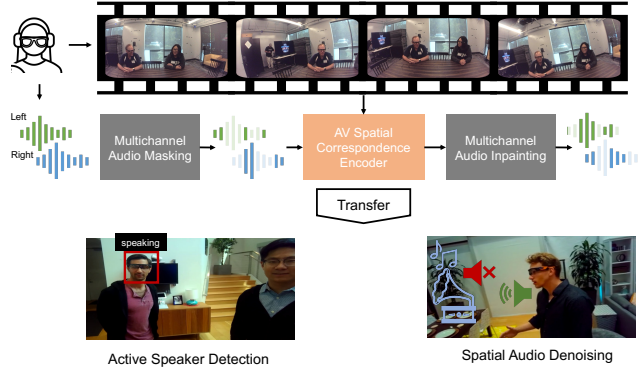 Left
Right
Multichannel
Audio Masking
AV Spatial
Correspondence
Encoder
Multichannel
Audio Inpainting
Transfer
speaking
Active Speaker Detection
Spatial Audio Denoising